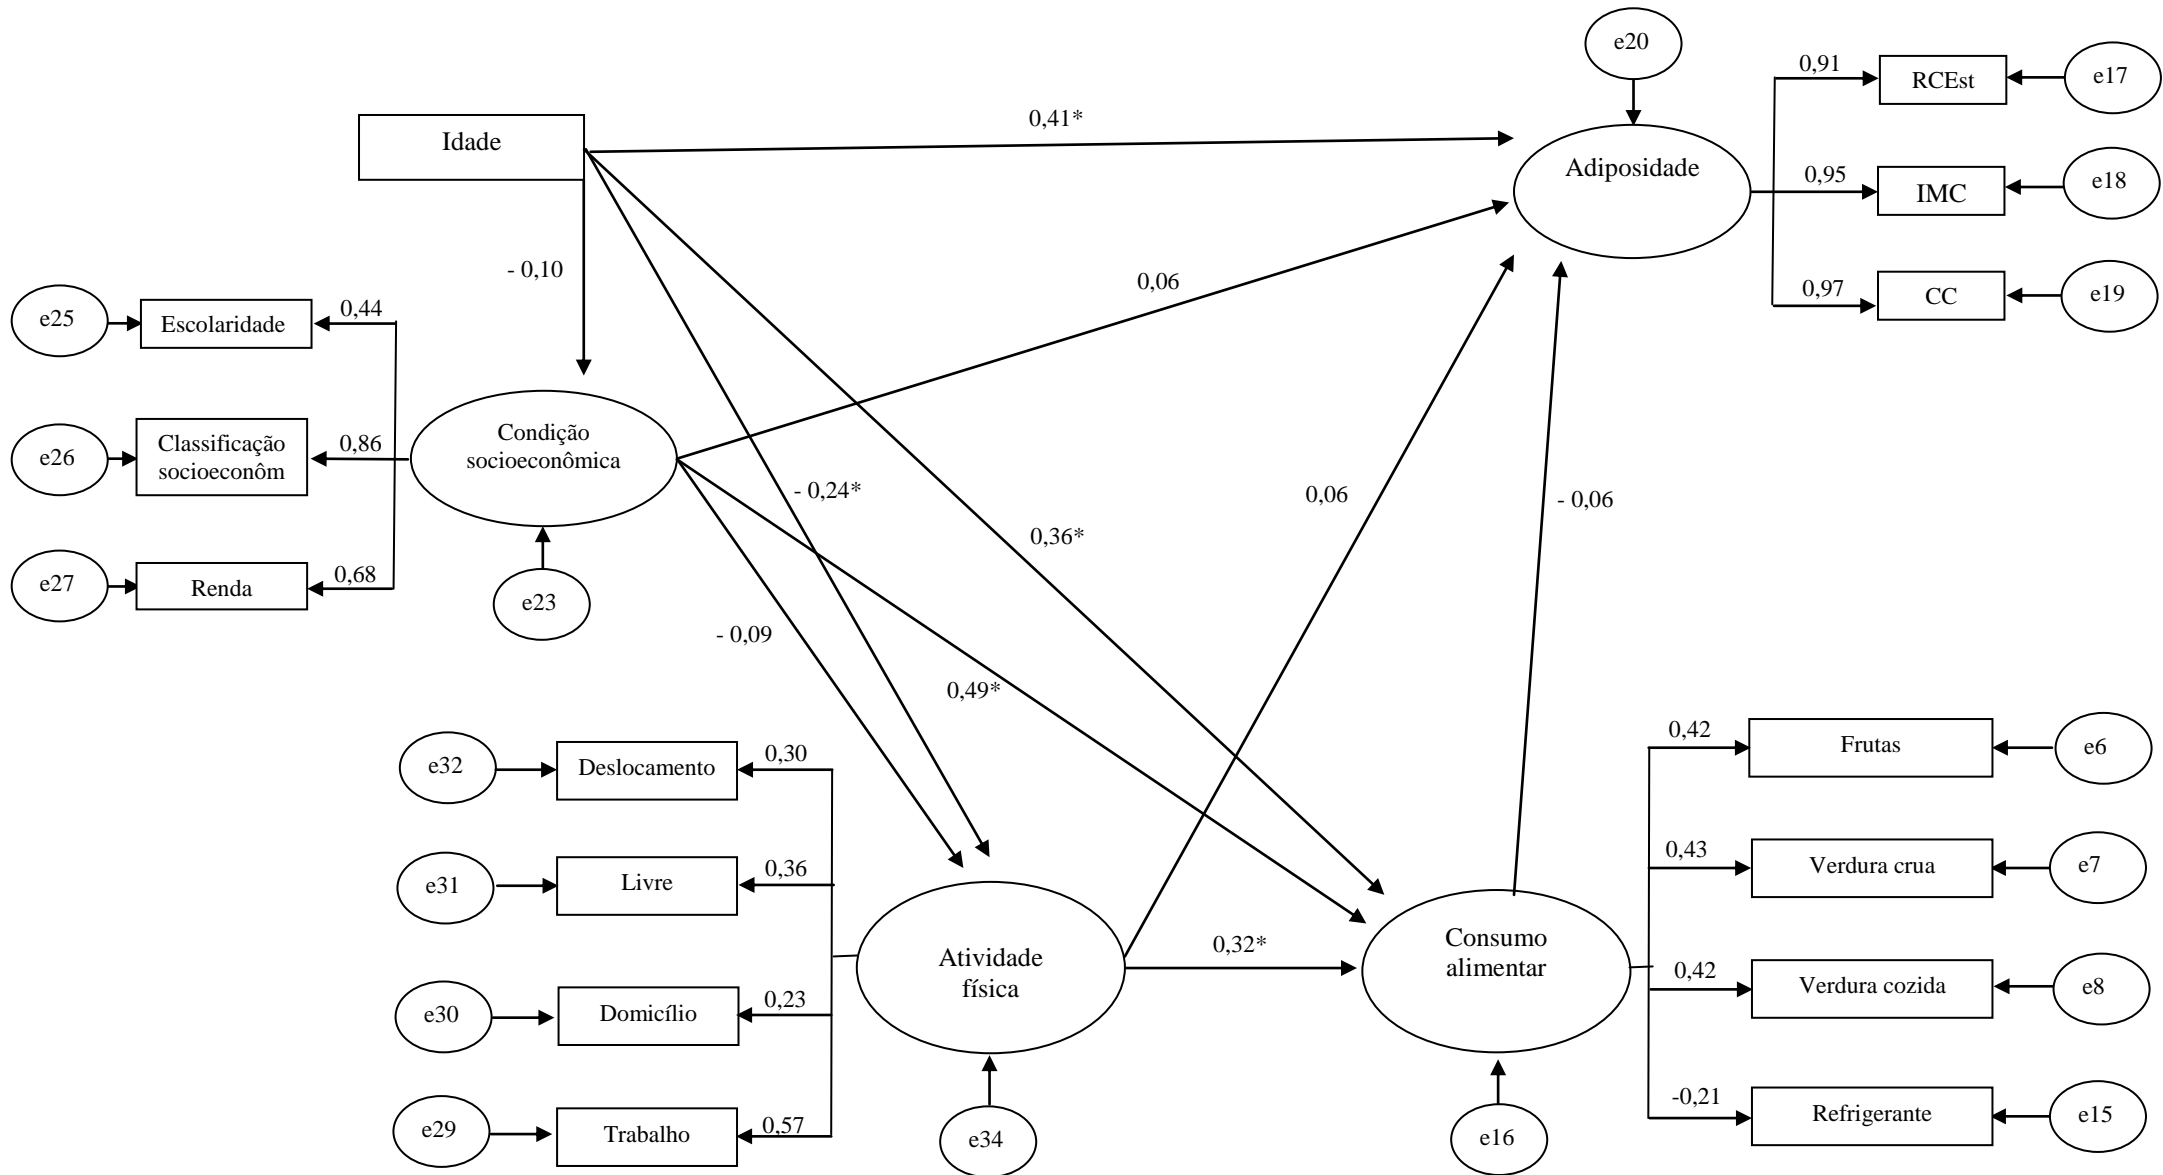 e20
0,91
RCEst
e17
Idade
0,41*
Adiposidade
0,95
IMC
e18
- 0,10
0,06
0,97
CC
e19
e25
Escolaridade
0,44
e26
Classificação
socioeconôm
0,86
Condição
socioeconômica
- 0,24*
0,36*
0,06
- 0,06
e27
Renda
0,68
e23
- 0,09
0,49*
e32
Deslocamento
0,30
0,42
Frutas
e6
e31
Livre
0,36
0,43
Verdura crua
e7
Atividade
física
0,32*
Consumo
alimentar
e30
Domicílio
0,23
0,42
Verdura cozida
e8
e29
Trabalho
0,57
e34
e16
-0,21
Refrigerante
e15